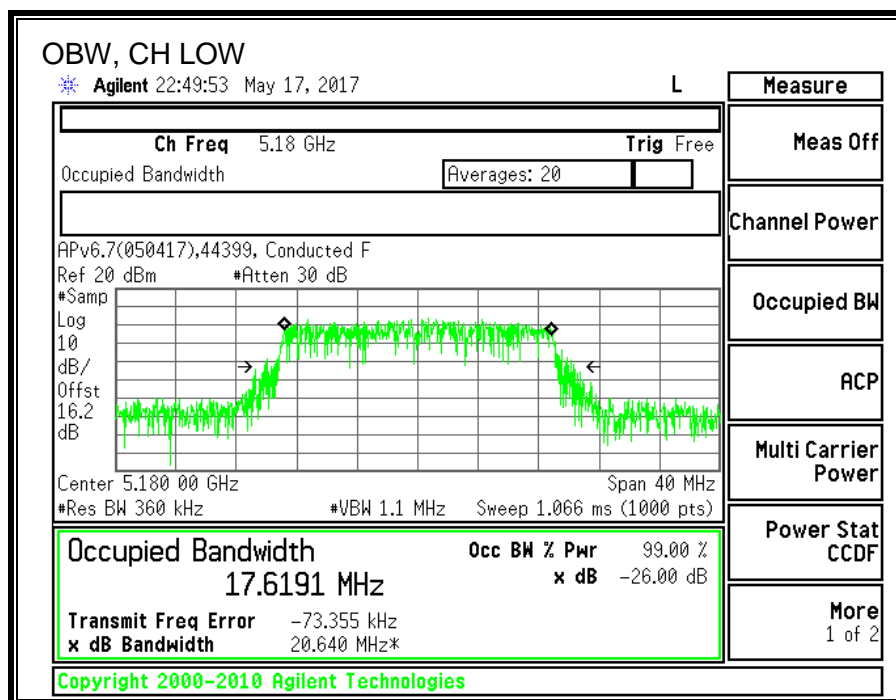 OBW, CH LOW
Agilent 22:49:53 May 17, 2017 L
Measure
Ch Freq 5.18 GHz Trig Free
Meas Off
Occupied Bandwidth Averages: 20
Channel Power
APv6.7(050417),44399, Conducted F
Ref 20 dBm #Atten 30 dB
#Samp
Log
10
dB/
Offst
16.2
dB
Occupied BW
ACP
Center 5.180 00 GHz Span 40 MHz
#Res BW 360 kHz #VBW 1.1 MHz Sweep 1.066 ms (1000 pts)
Multi Carrier
Power
Occupied Bandwidth
17.6191 MHz
Occ BW % Pwr 99.00 %
x dB -26.00 dB
Transmit Freq Error -73.355 kHz
x dB Bandwidth 20.640 MHz*
Power Stat
CCDF
More
1 of 2
Copyright 2000-2010 Agilent Technologies